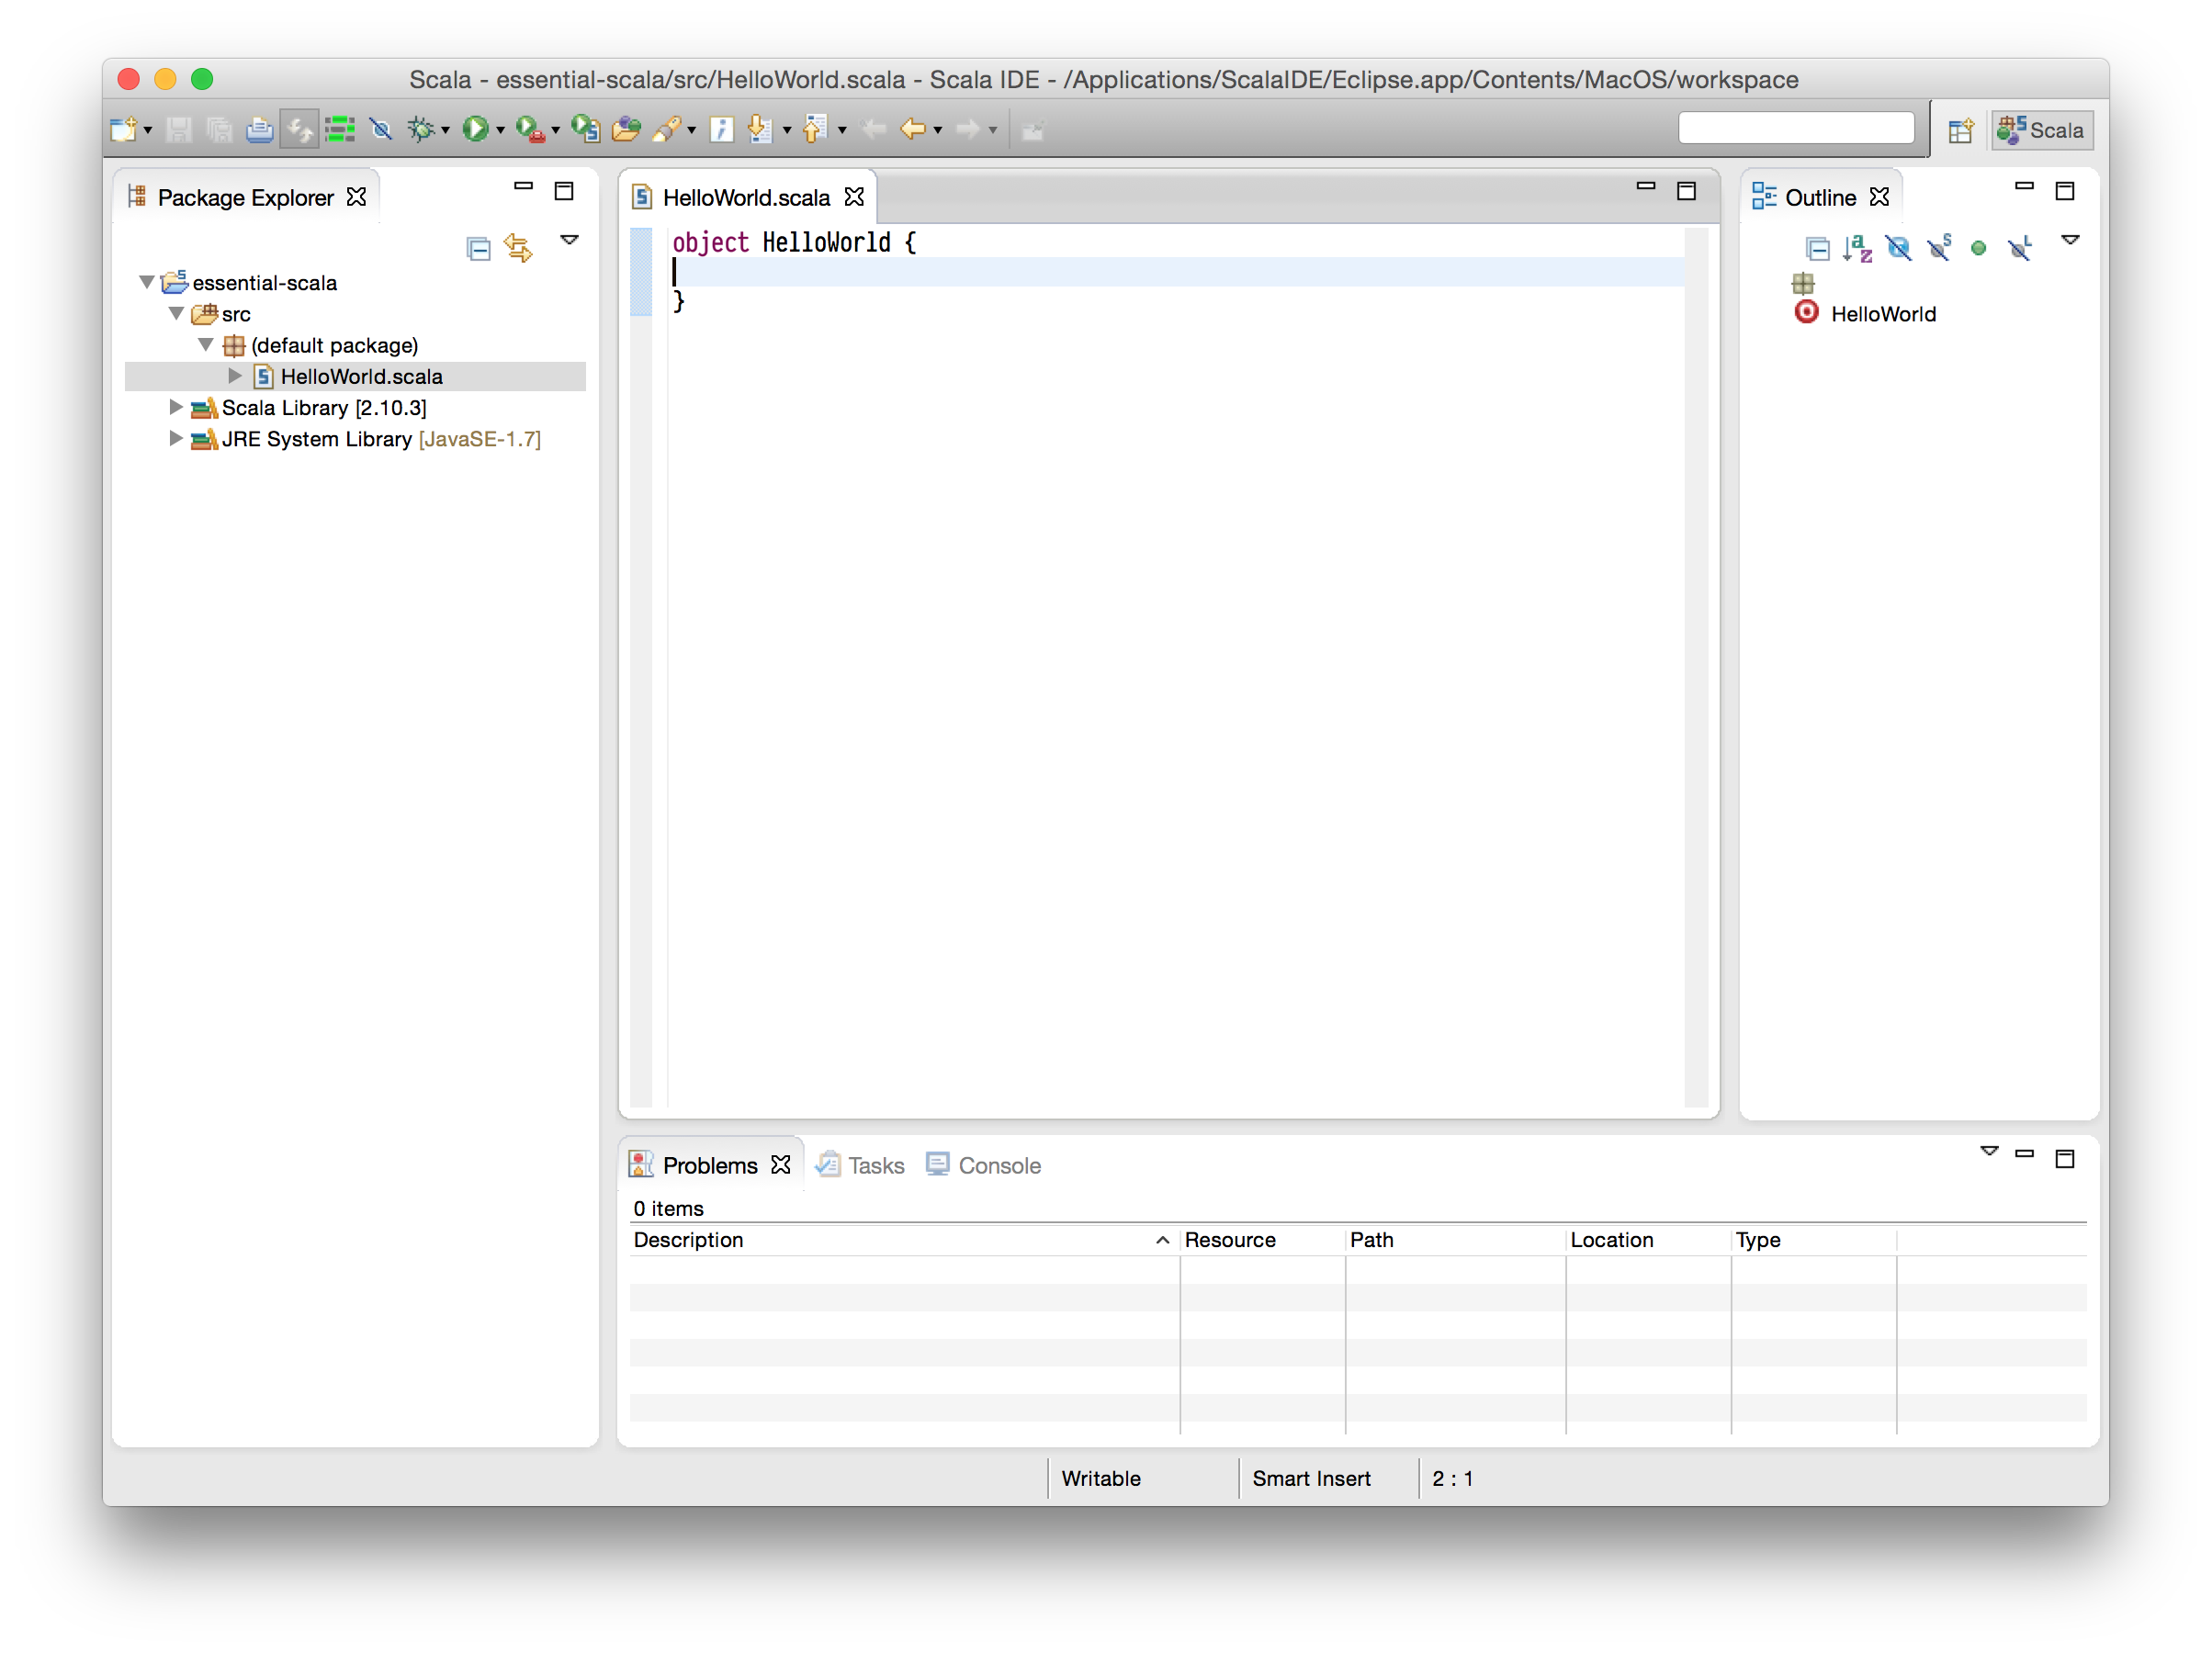 Scala - essential-scala/src/HelloWorld.scala - Scala IDE - /Applications/ScalaIDE/Eclipse.app/Contents/MacOS/workspace
Scala
Package Explorer
essential-scala
src
(default package)
HelloWorld.scala
Scala Library [2.10.3]
JRE System Library [JavaSE-1.7]
HelloWorld.scala
object HelloWorld {
}
Outline
HelloWorld
Problems Tasks Console
0 items
Description Resource Path Location Type
Writable Smart Insert 2 : 1